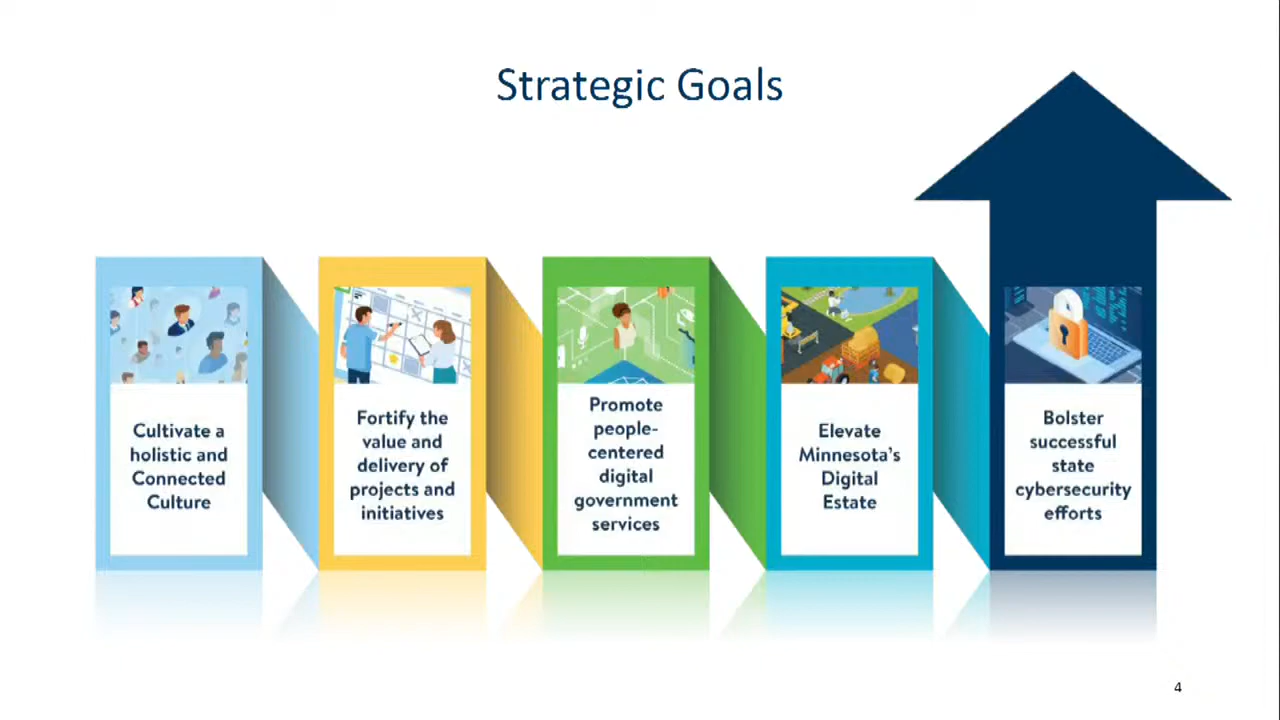 Strategic Goals
Cultivate a
holistic and
Connected
Culture
Fortify the
value and
delivery of
projects and
initiatives
Promote
people-
centered
digital
government
services
Elevate
Minnesota's
Digital
Estate
Bolster
successful
state
cybersecurity
efforts
4